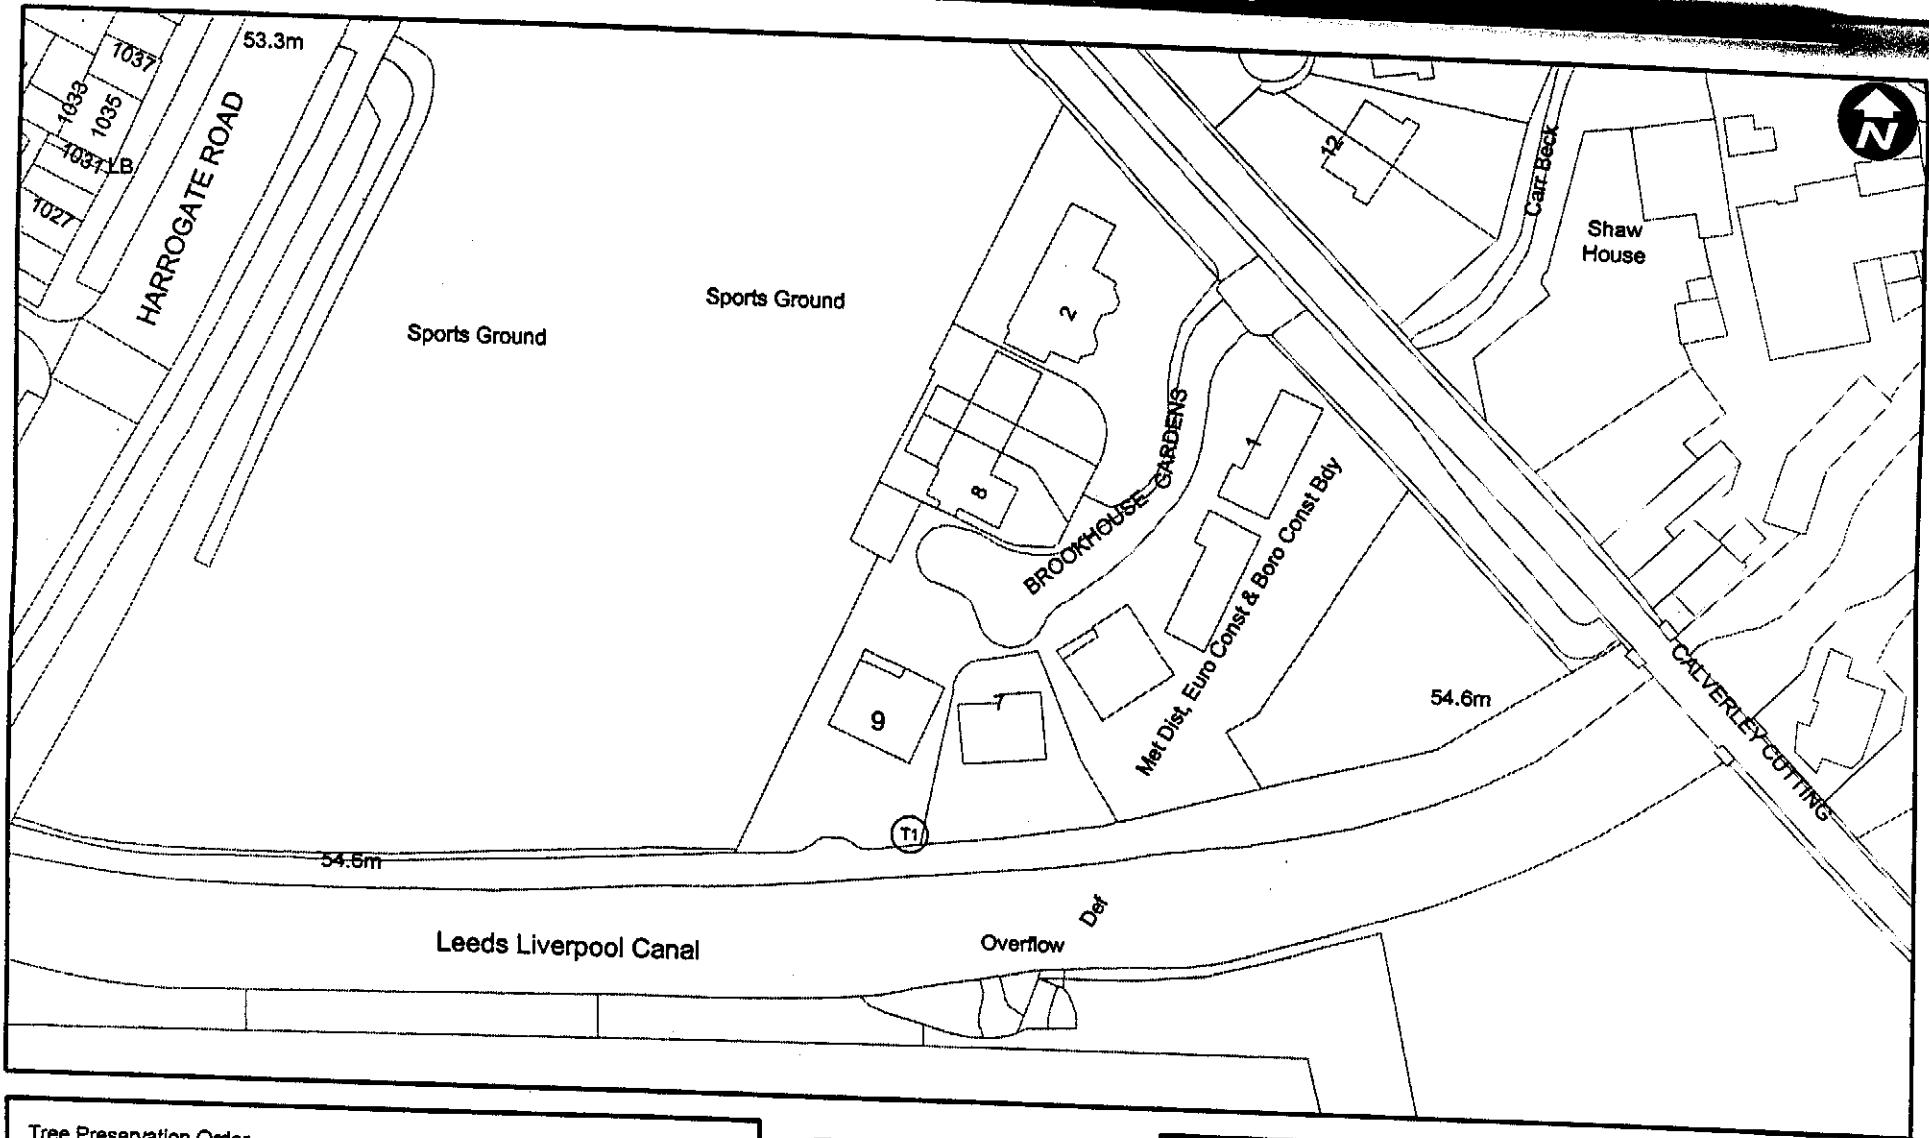 53.3m
1037
1033
1035
1031 LB
1027
HARROGATE ROAD
Sports Ground
Sports Ground
12
Carr Beck
N
Shaw
House
2
8
1
BROOKHOUSE GARDENS
Met Dist, Euro Const & Boro Const Bdy
9
7
54.6m
CALVERLEY CUTTING
T1
54.6m
Leeds Liverpool Canal
Overflow
Def
Tree Preservation Order